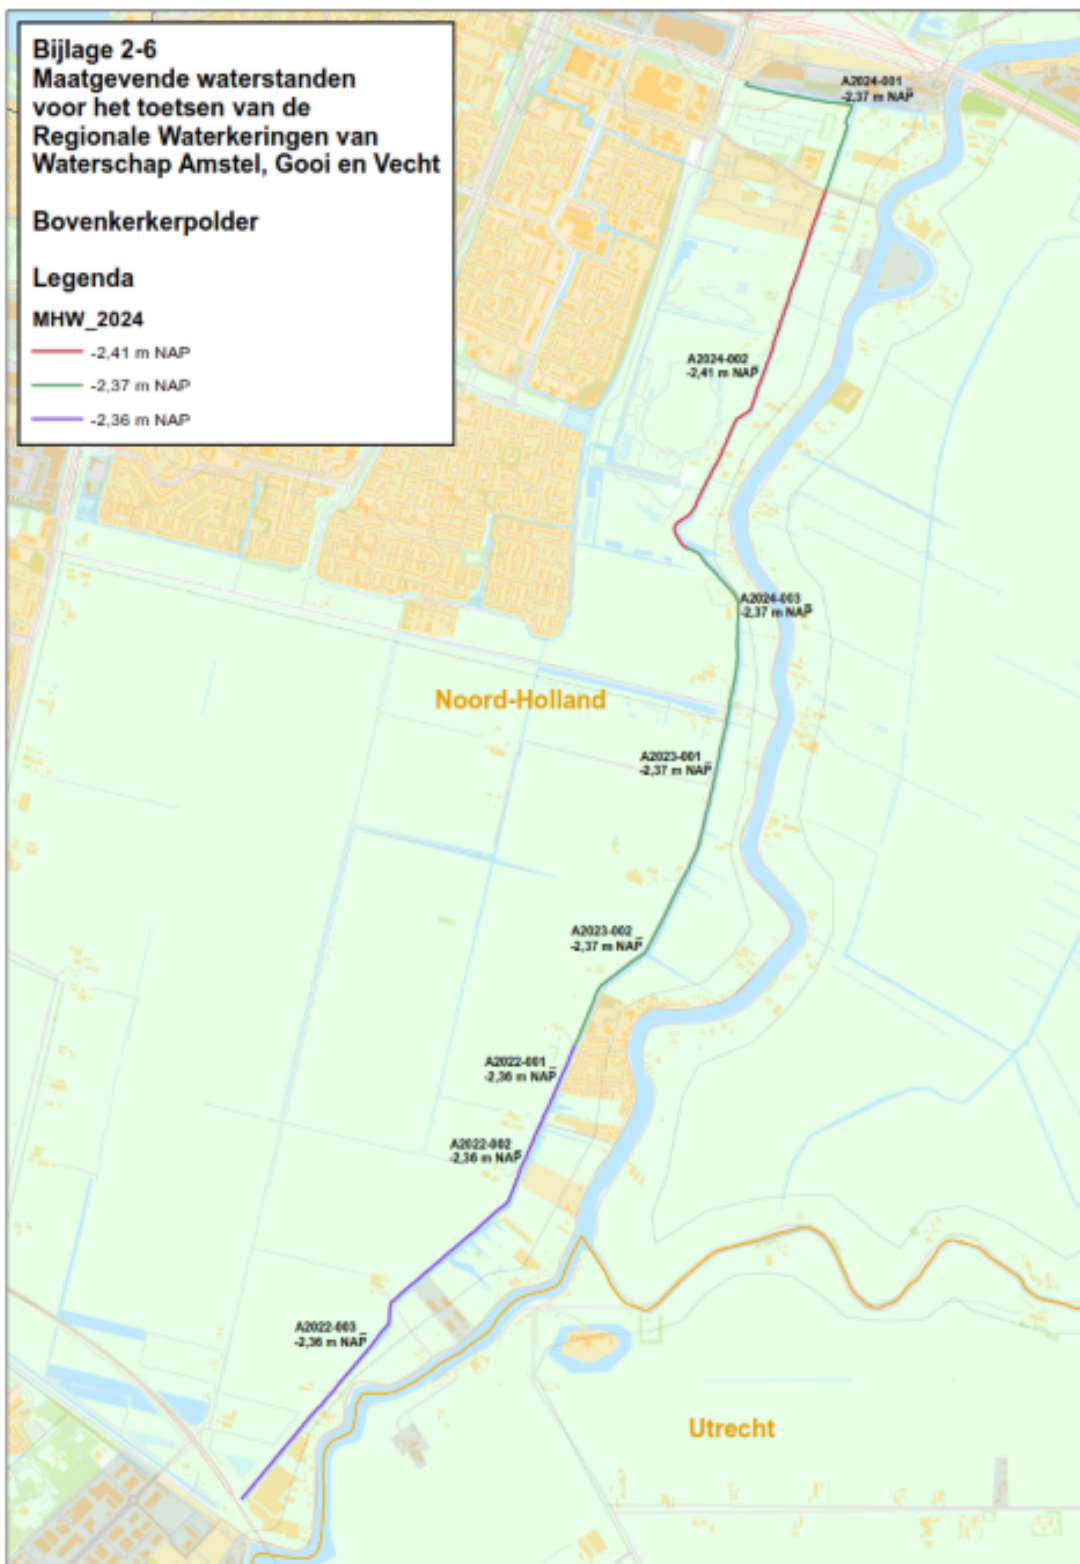 Bijlage 2-6
Maatgevende waterstanden
voor het toetsen van de
Regionale Waterkeringen van
Waterschap Amstel, Gooi en Vecht
Bovenkerkerpolder
Legenda
MHW_2024
-2,41 m NAP
-2,37 m NAP
-2,36 m NAP
A2024-001
-2,37 m NAP
A2024-002
-2,41 m NAP
A2024-003
-2,37 m NAP
Noord-Holland
A2023-001
-2,37 m NAP
A2023-002
-2,37 m NAP
A2022-001
-2,36 m NAP
A2022-002
-2,36 m NAP
A2022-003
-2,36 m NAP
Utrecht